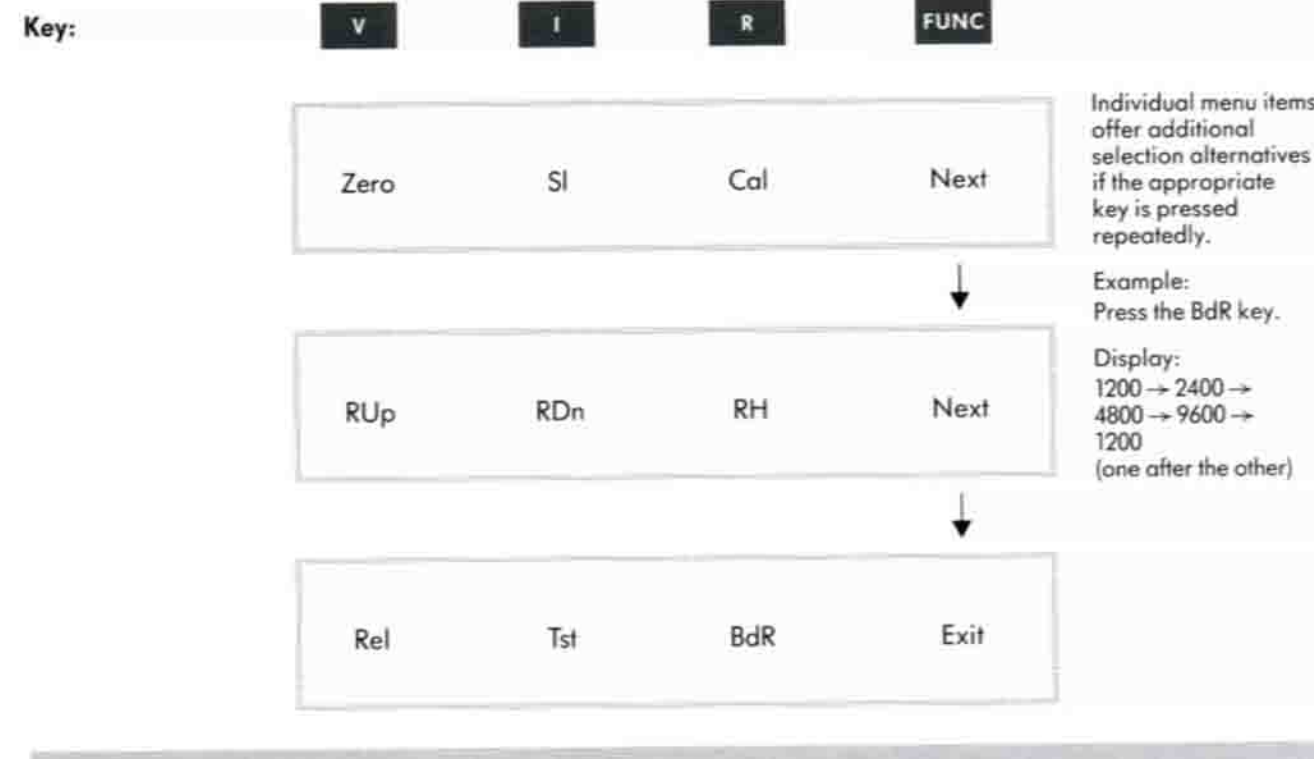 Key: V I R FUNC
Zero SI Cal Next
Individual menu items
offer additional
selection alternatives
if the appropriate
key is pressed
repeatedly.
Example:
Press the BdR key.
RUp RDn RH Next
Display:
1200 → 2400 →
4800 → 9600 →
1200
(one after the other)
Rel Tst BdR Exit